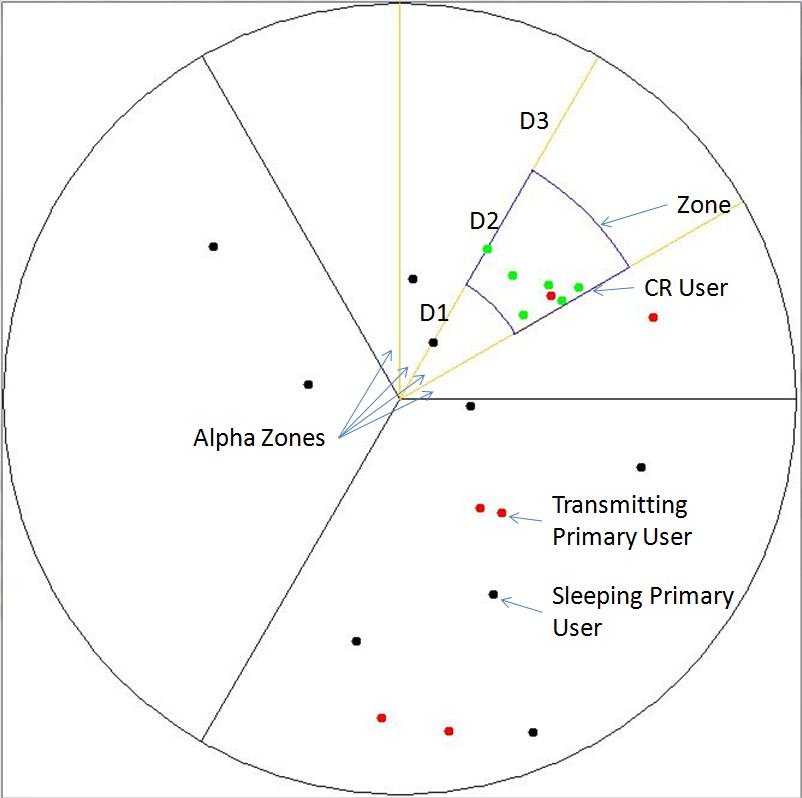 D3
Zone
D2
CR User
D1
Alpha Zones
Transmitting
Primary User
Sleeping Primary
User